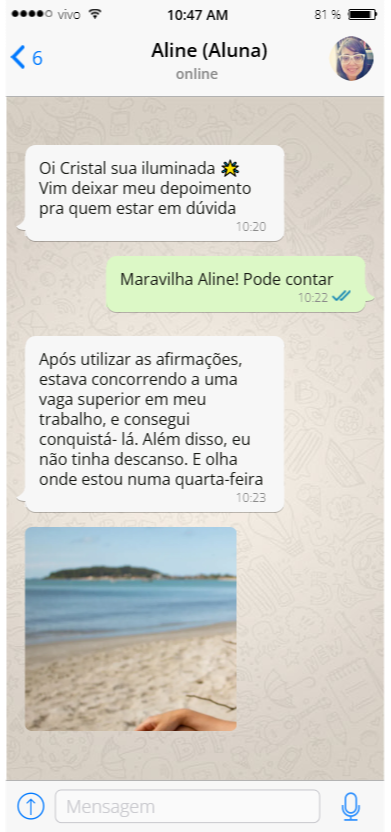 vivo 10:47 AM 81 %
6 Aline (Aluna)
online
Oi Cristal sua iluminada 🌟
Vim deixar meu depoimento
pra quem estar em dúvida
10:20
Maravilha Aline! Pode contar
10:22
Após utilizar as afirmações,
estava concorrendo a uma
vaga superior em meu
trabalho, e consegui
conquistá- lá. Além disso, eu
não tinha descanso. E olha
onde estou numa quarta-feira
10:23
Mensagem